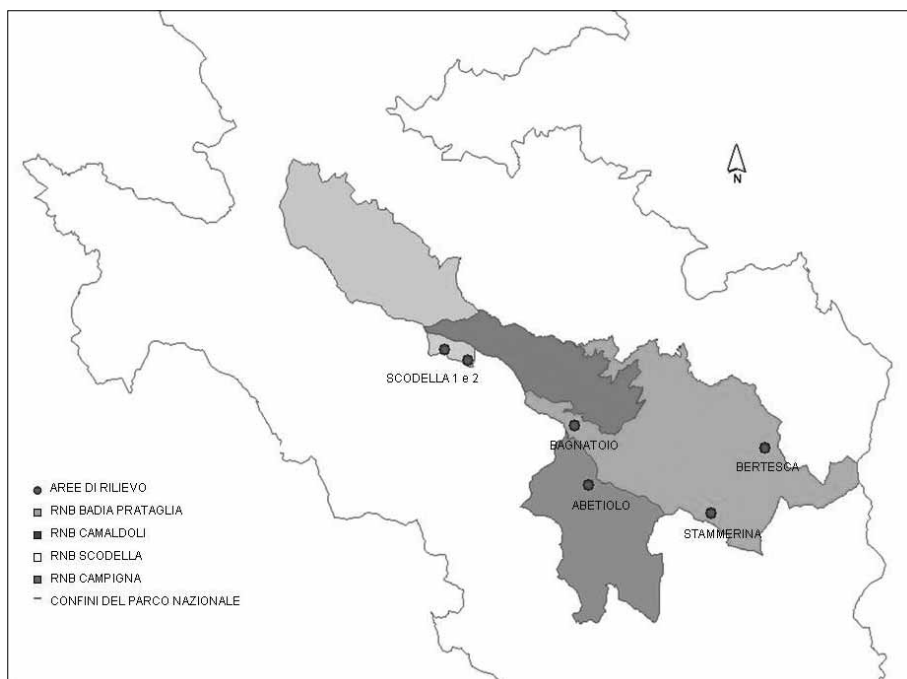 N
SCODELLA 1 e 2
BAGNATOIO
BERTESCA
ABETIOLO
STAMMERINA
AREE DI RILIEVO
RNB BADIA PRATAGLIA
RNB CAMALDOLI
RNB SCODELLA
RNB CAMPIGNA
CONFINI DEL PARCO NAZIONALE